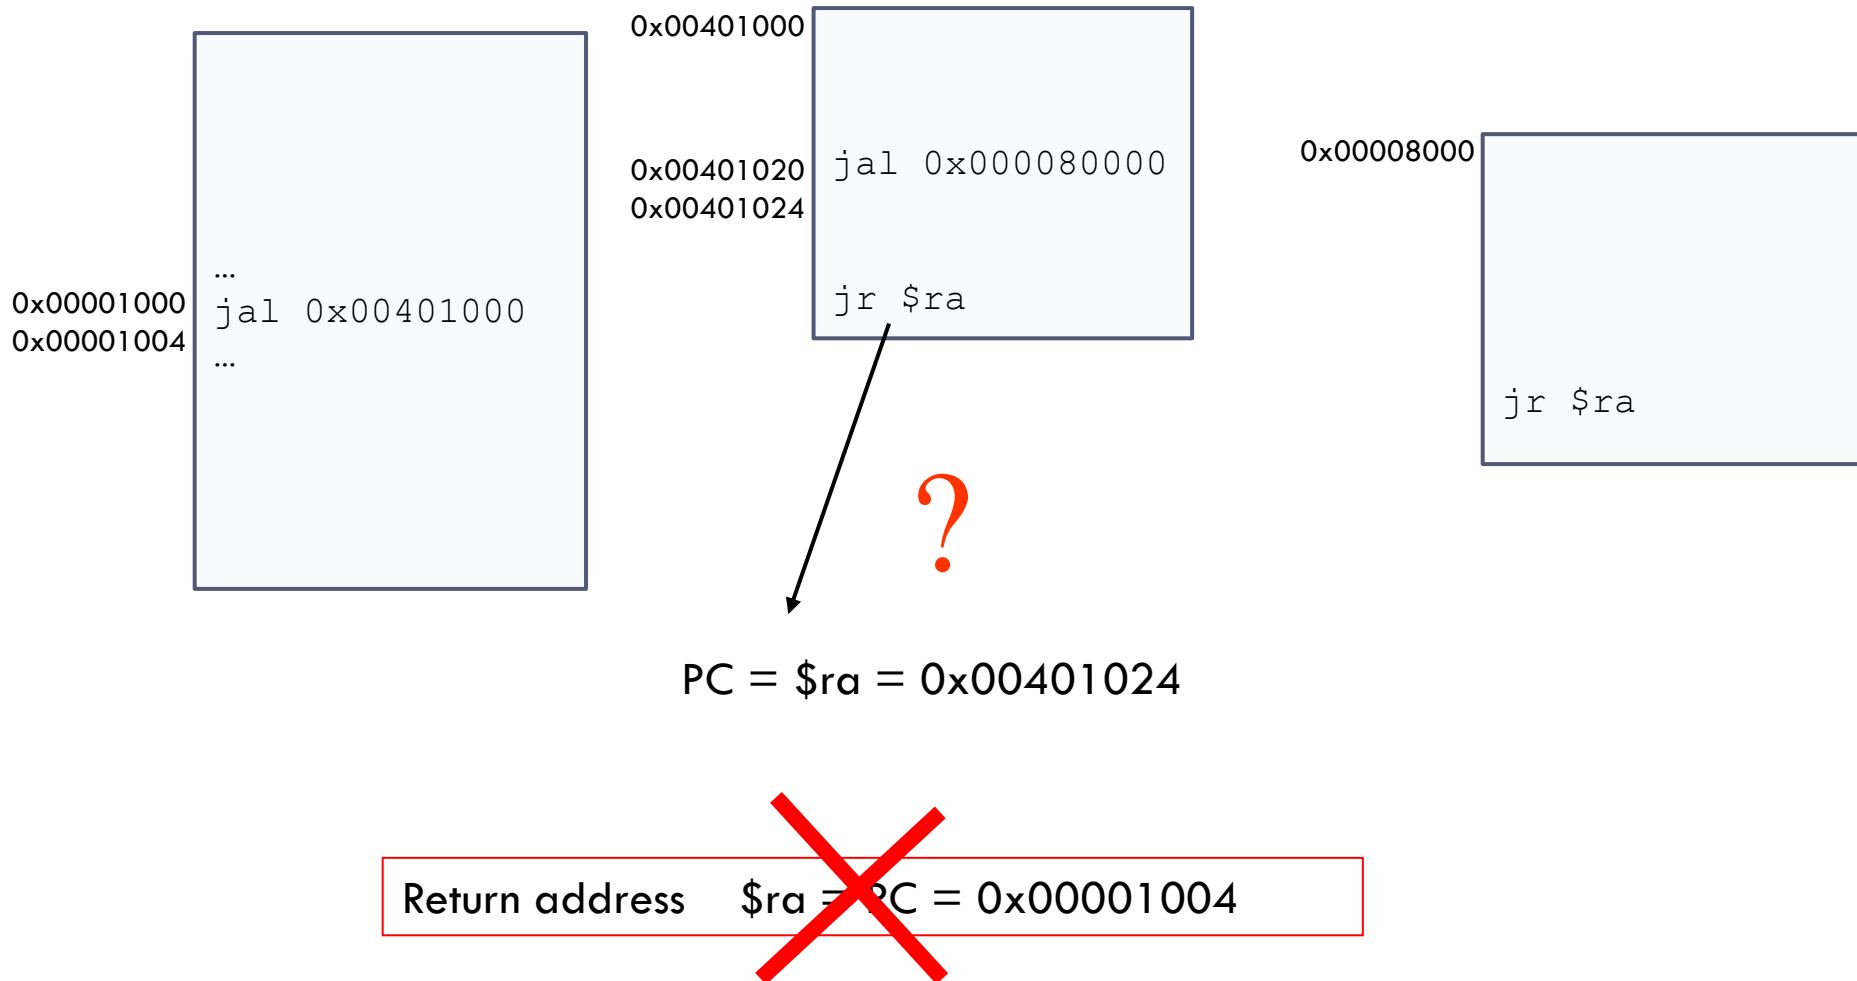 0x00001000
0x00001004
...
jal 0x00401000
...
0x00401000
0x00401020
0x00401024
jal 0x000080000
jr $ra
0x00008000
jr $ra
?
PC = $ra = 0x00401024
Return address $ra = PC = 0x00001004